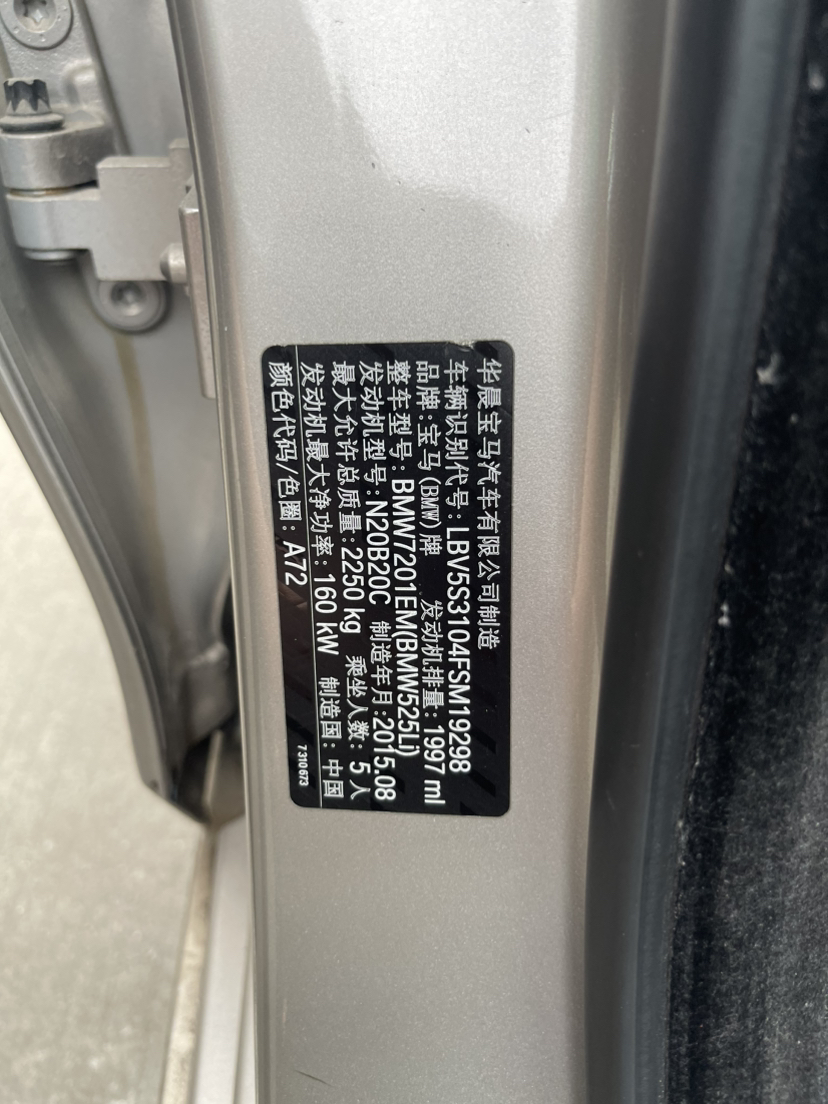 华晨宝马汽车有限公司制造
车辆识别代号: LBV5S3104FSM19298
品牌:宝马(BMW)牌 发动机排量: 1997 ml
整车型号: BMW7201EM(BMW525Li)
发动机型号: N20B20C 制造年月:2015.08
最大允许总质量: 2250 kg 乘坐人数: 5 人
发动机最大净功率: 160 kW 制造国: 中国
颜色代码/色圈: A72 7310673